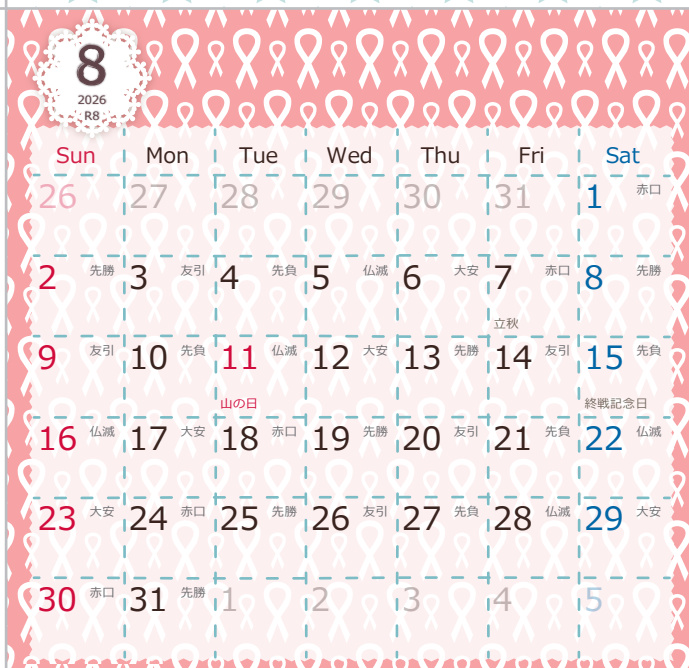 8
2026
R8
Sun Mon Tue Wed Thu Fri Sat
26 27 28 29 30 31 1 赤口
2 先勝 3 友引 4 先負 5 仏滅 6 大安 7 赤口 8 先勝
立秋
9 友引 10 先負 11 仏滅 12 大安 13 先勝 14 友引 15 先負
山の日 終戦記念日
16 仏滅 17 大安 18 赤口 19 先勝 20 友引 21 先負 22 仏滅
23 大安 24 赤口 25 先勝 26 友引 27 先負 28 仏滅 29 大安
30 赤口 31 先勝 1 2 3 4 5